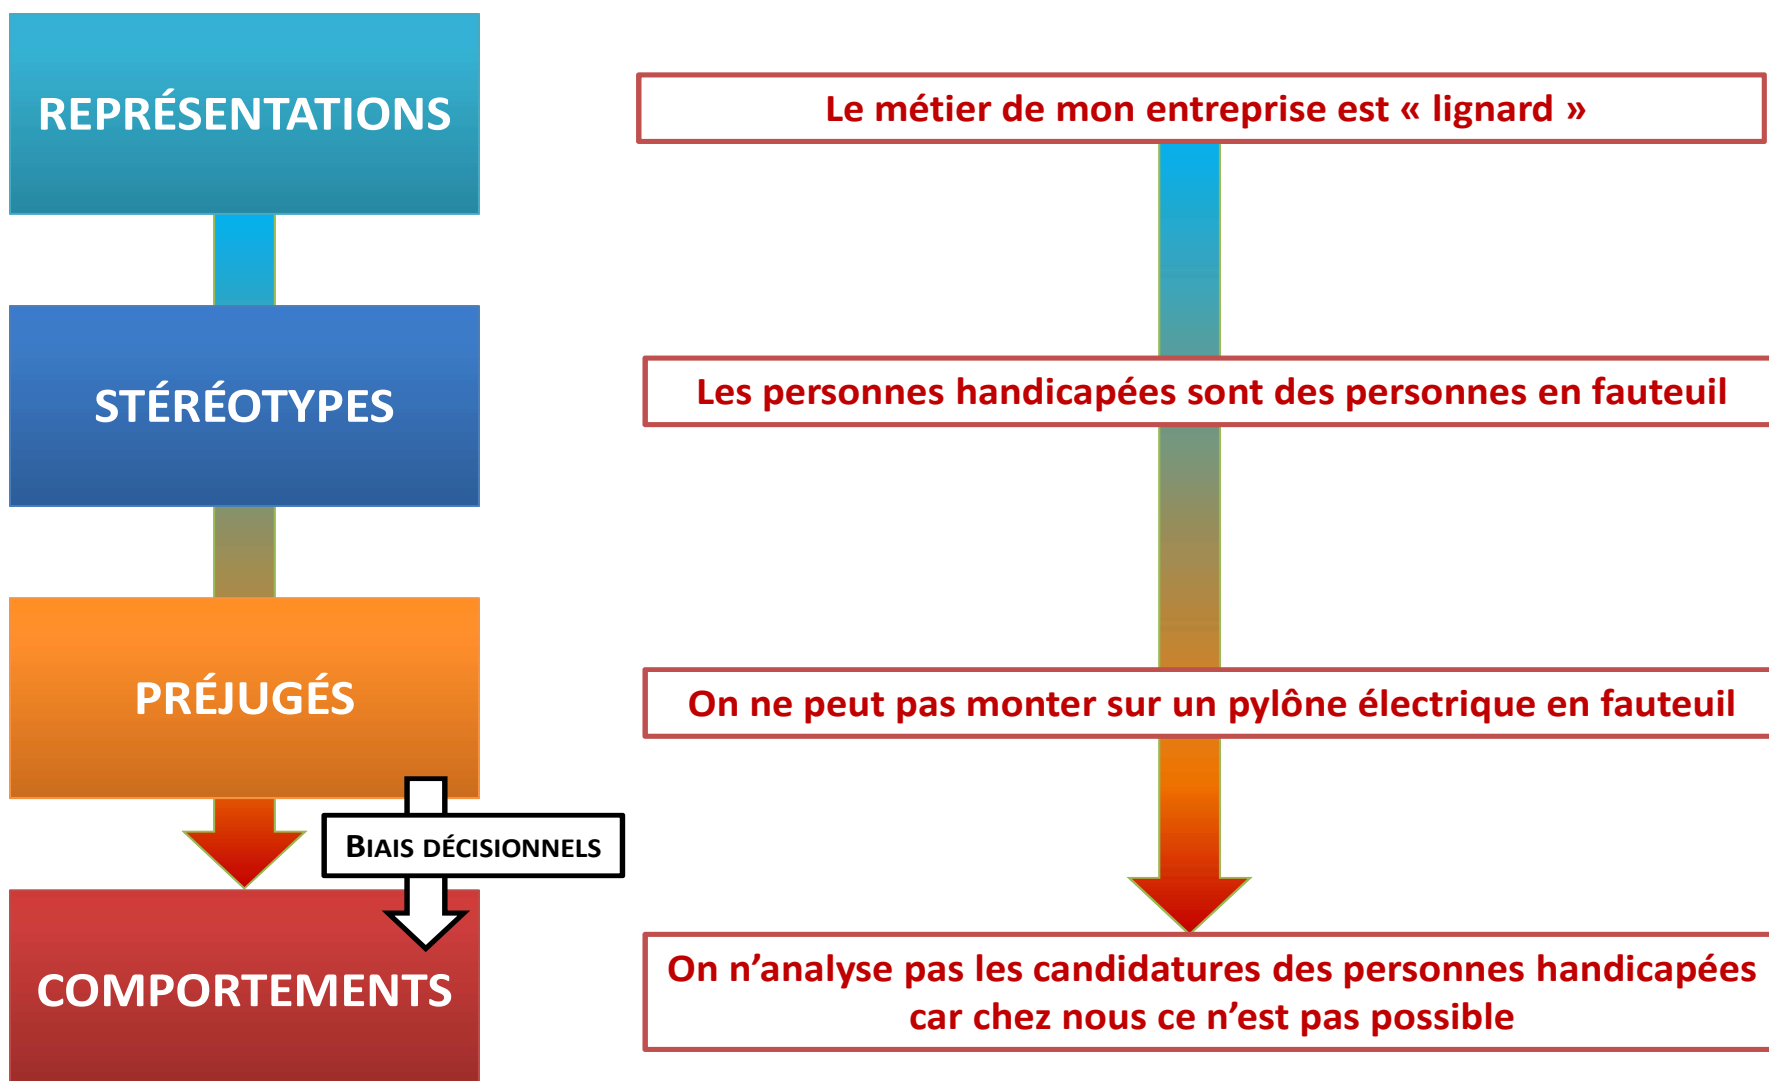 REPRÉSENTATIONS
Le métier de mon entreprise est « lignard »
STÉRÉOTYPES
Les personnes handicapées sont des personnes en fauteuil
PRÉJUGÉS
On ne peut pas monter sur un pylône électrique en fauteuil
BIAIS DÉCISIONNELS
COMPORTEMENTS
On n’analyse pas les candidatures des personnes handicapées
car chez nous ce n’est pas possible